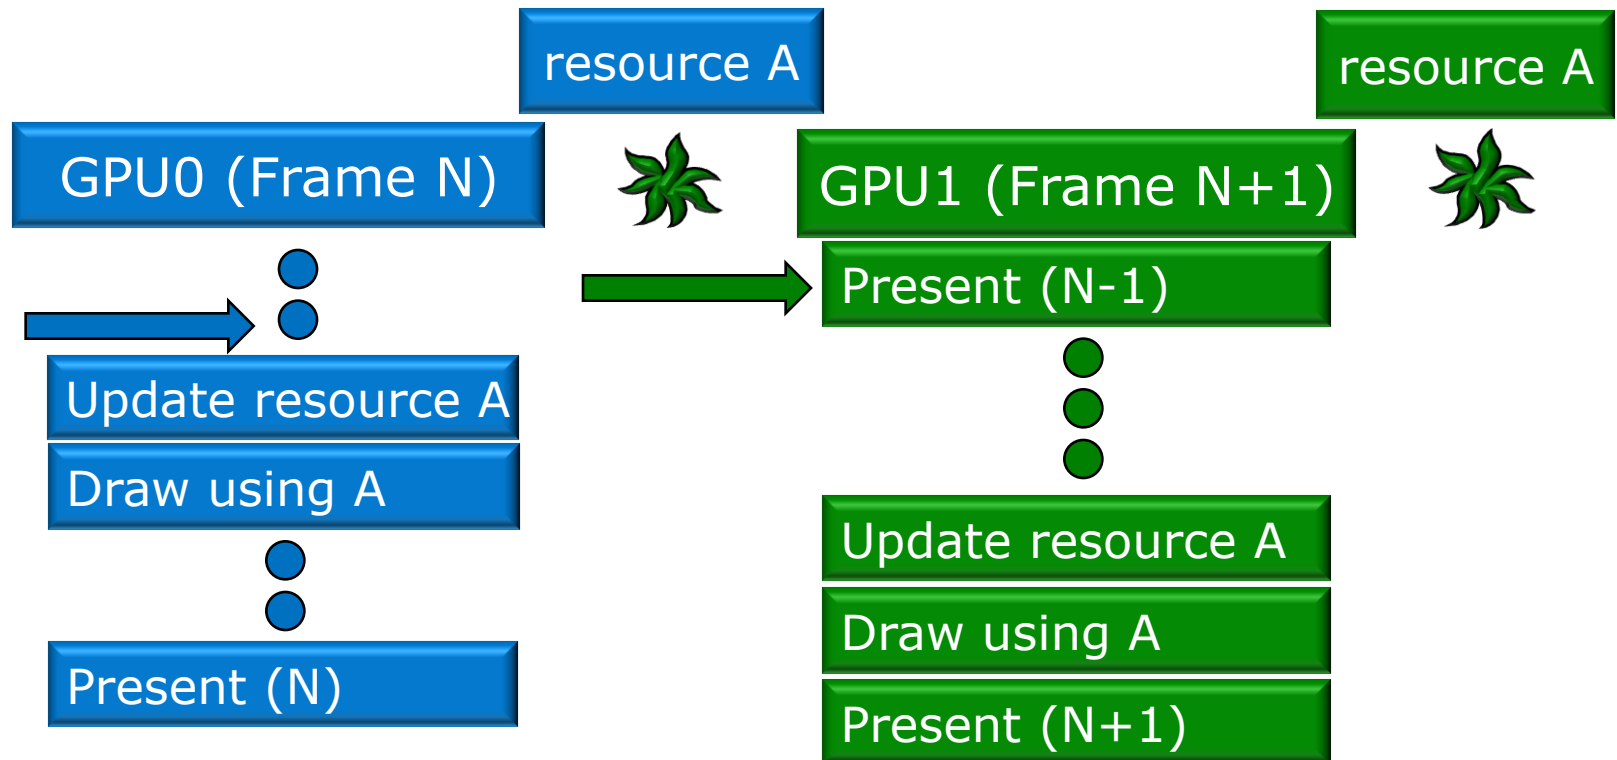 resource A
GPU0 (Frame N)
Update resource A
Draw using A
Present (N)
resource A
GPU1 (Frame N+1)
Present (N-1)
Update resource A
Draw using A
Present (N+1)